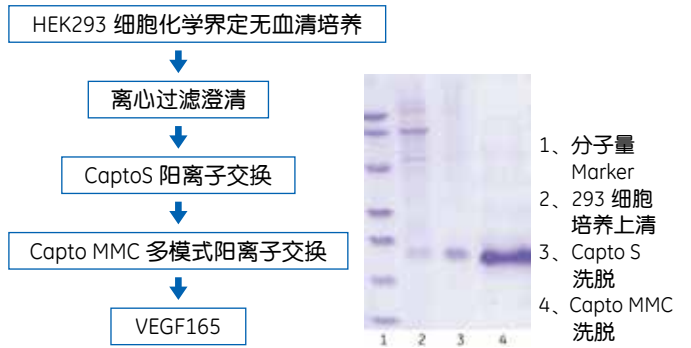 HEK293 细胞化学界定无血清培养
离心过滤澄清
CaptoS 阳离子交换
Capto MMC 多模式阳离子交换
VEGF165
1 2 3 4
1、分子量
Marker
2、293 细胞
培养上清
3、Capto S
洗脱
4、Capto MMC
洗脱